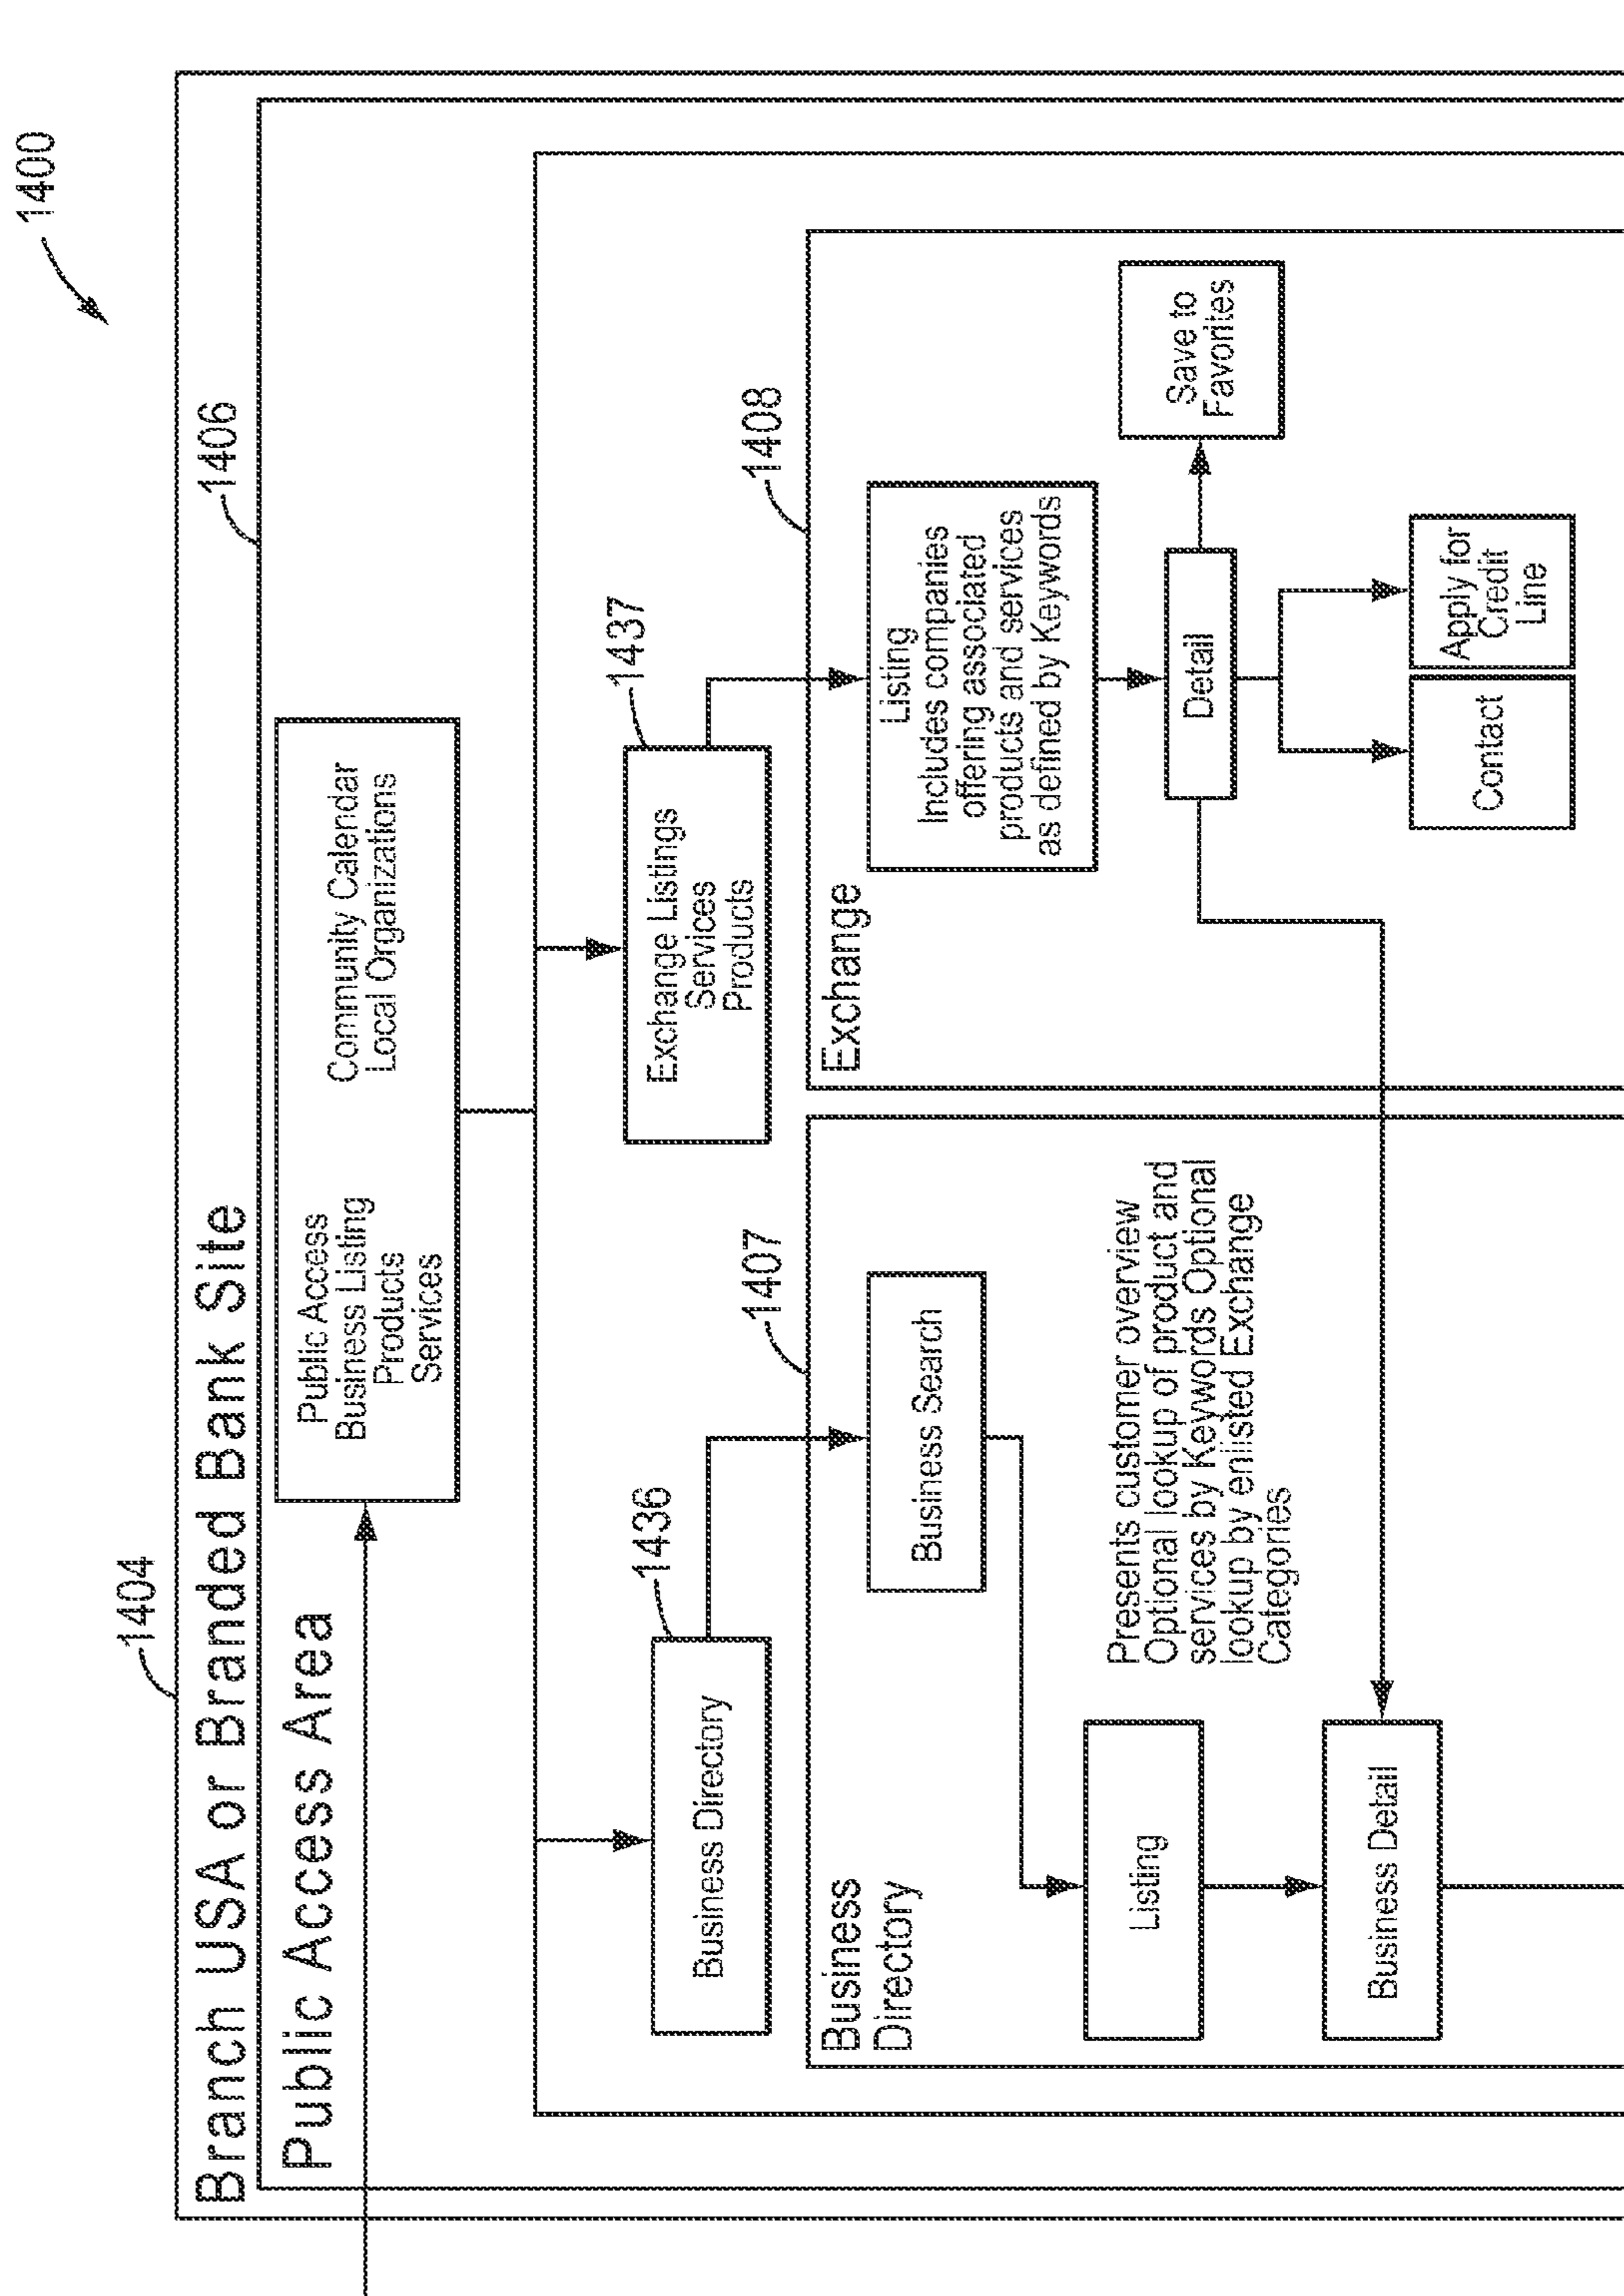 1400
1404
Branch USA or Branded Bank Site
1406
Public Access Area
Public Access
Business Listing
Products
Services
Community Calendar
Local Organizations
1436
Business Directory
1437
Exchange Listings
Services
Products
1407
Business
Directory
Business Search
Presents customer overview
Optional lookup of product and
services by Keywords Optional
lookup by enlisted Exchange
Categories
Listing
Business Detail
1408
Exchange
Listing
Includes companies
offering associated
products and services
as defined by Keywords
Detail
Save to
Favorites
Contact
Apply for
Credit
Line